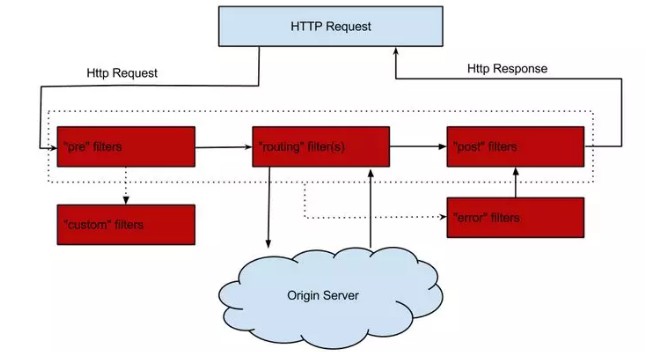 HTTP Request
Http Request
Http Response
"pre" filters
"routing" filter(s)
"post" filters
"custom" filters
"error" filters
Origin Server